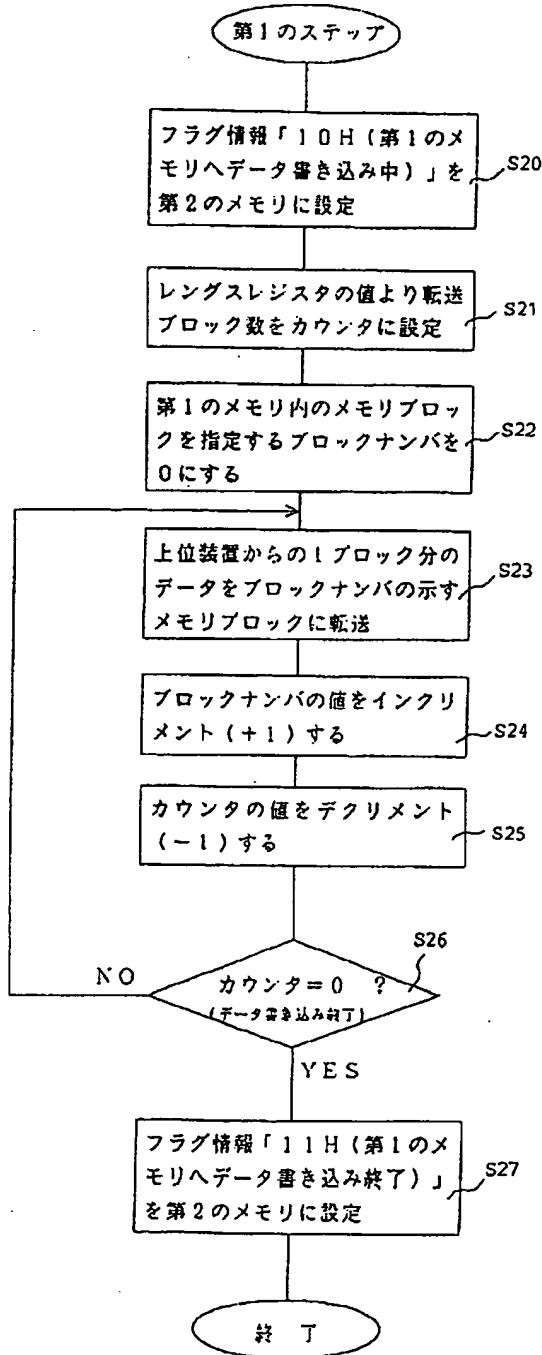 第1のステップ
フラグ情報「10H(第1のメ
モリへデータ書き込み中)」を
第2のメモリに設定
S20
レングスレジスタの値より転送
ブロック数をカウンタに設定
S21
第1のメモリ内のメモリブロッ
クを指定するブロックナンバを
0にする
S22
上位装置からの1ブロック分の
データをブロックナンバの示す
メモリブロックに転送
S23
ブロックナンバの値をインクリ
メント(+1)する
S24
カウンタの値をデクリメント
(-1)する
S25
S26
NO
カウンタ=0 ?
(データ書き込み終了)
YES
フラグ情報「11H(第1のメ
モリへデータ書き込み終了)」
を第2のメモリに設定
S27
終了